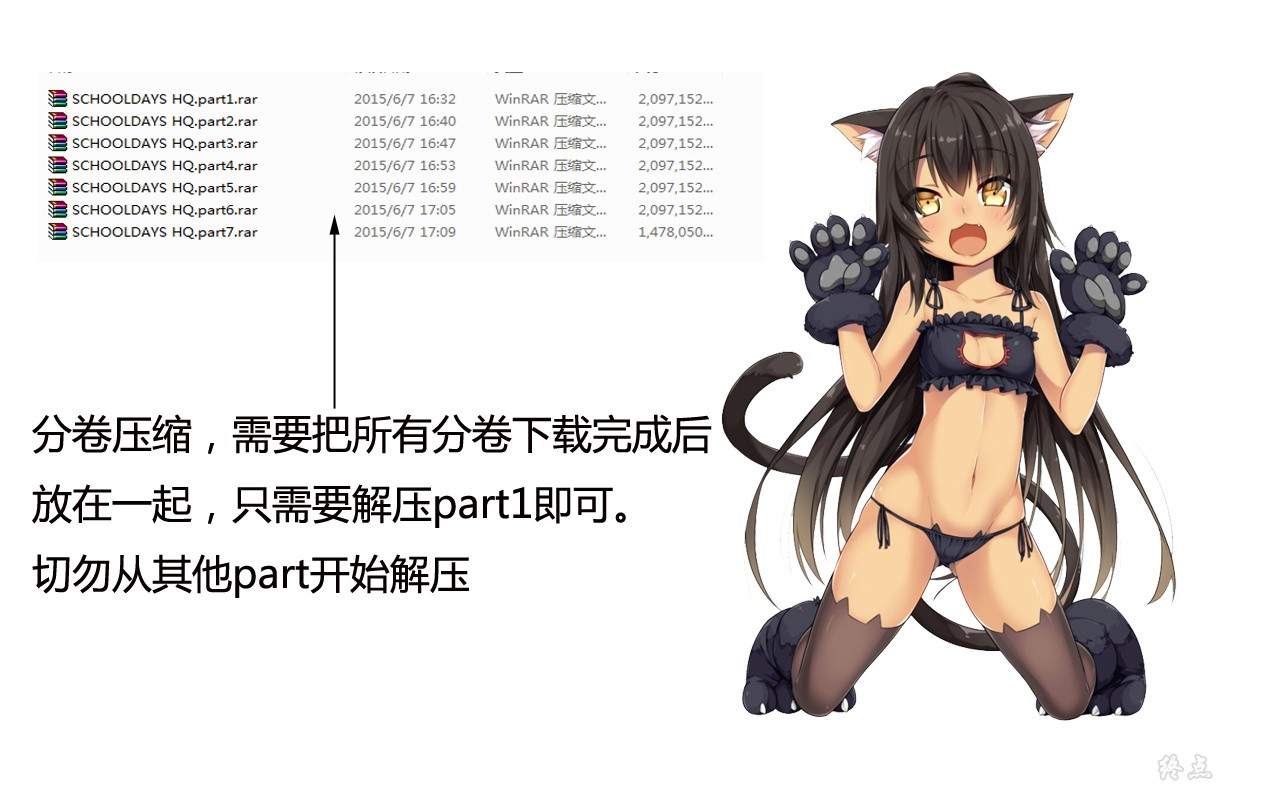 SCHOOLDAYS HQ.part1.rar 2015/6/7 16:32 WinRAR 压缩文... 2,097,152...
SCHOOLDAYS HQ.part2.rar 2015/6/7 16:40 WinRAR 压缩文... 2,097,152...
SCHOOLDAYS HQ.part3.rar 2015/6/7 16:47 WinRAR 压缩文... 2,097,152...
SCHOOLDAYS HQ.part4.rar 2015/6/7 16:53 WinRAR 压缩文... 2,097,152...
SCHOOLDAYS HQ.part5.rar 2015/6/7 16:59 WinRAR 压缩文... 2,097,152...
SCHOOLDAYS HQ.part6.rar 2015/6/7 17:05 WinRAR 压缩文... 2,097,152...
SCHOOLDAYS HQ.part7.rar 2015/6/7 17:09 WinRAR 压缩文... 1,478,050...
分卷压缩，需要把所有分卷下载完成后
放在一起，只需要解压part1即可。
切勿从其他part开始解压
终点